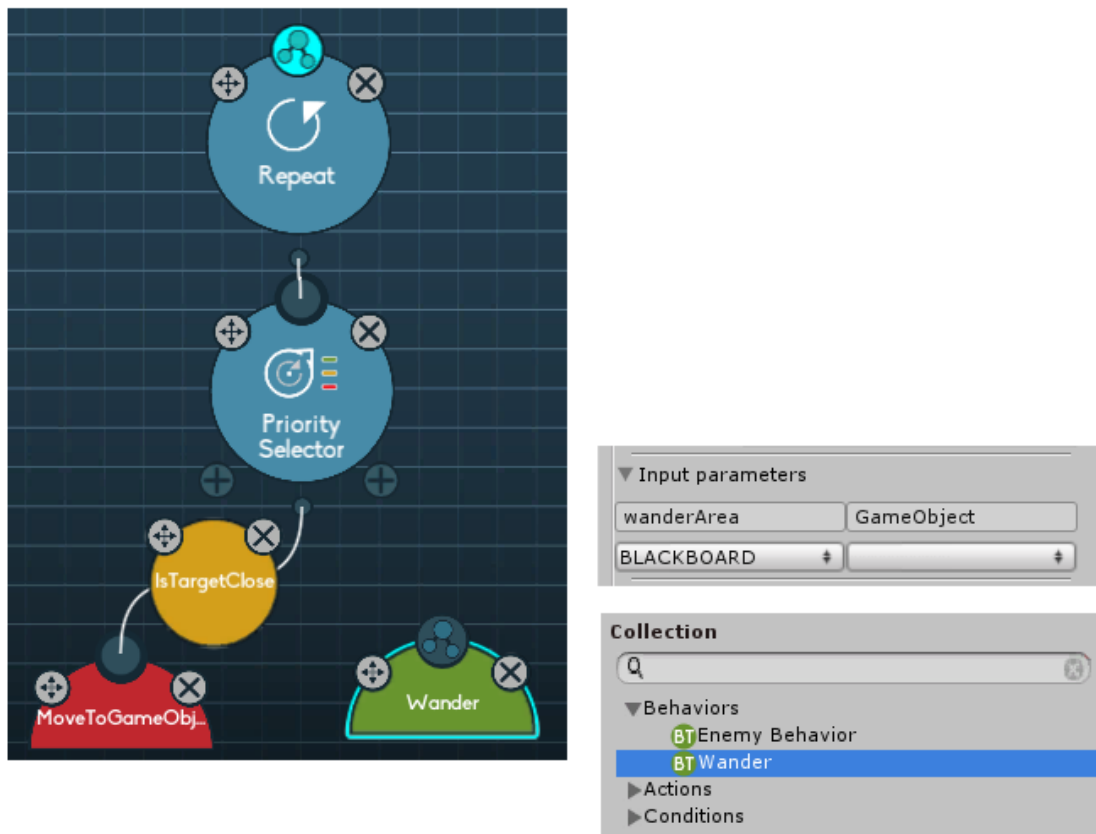 Repeat
Priority
Selector
IsTargetClose
MoveToGameObj...
Wander
Input parameters
wanderArea GameObject
BLACKBOARD
Collection
Behaviors
BT Enemy Behavior
BT Wander
Actions
Conditions